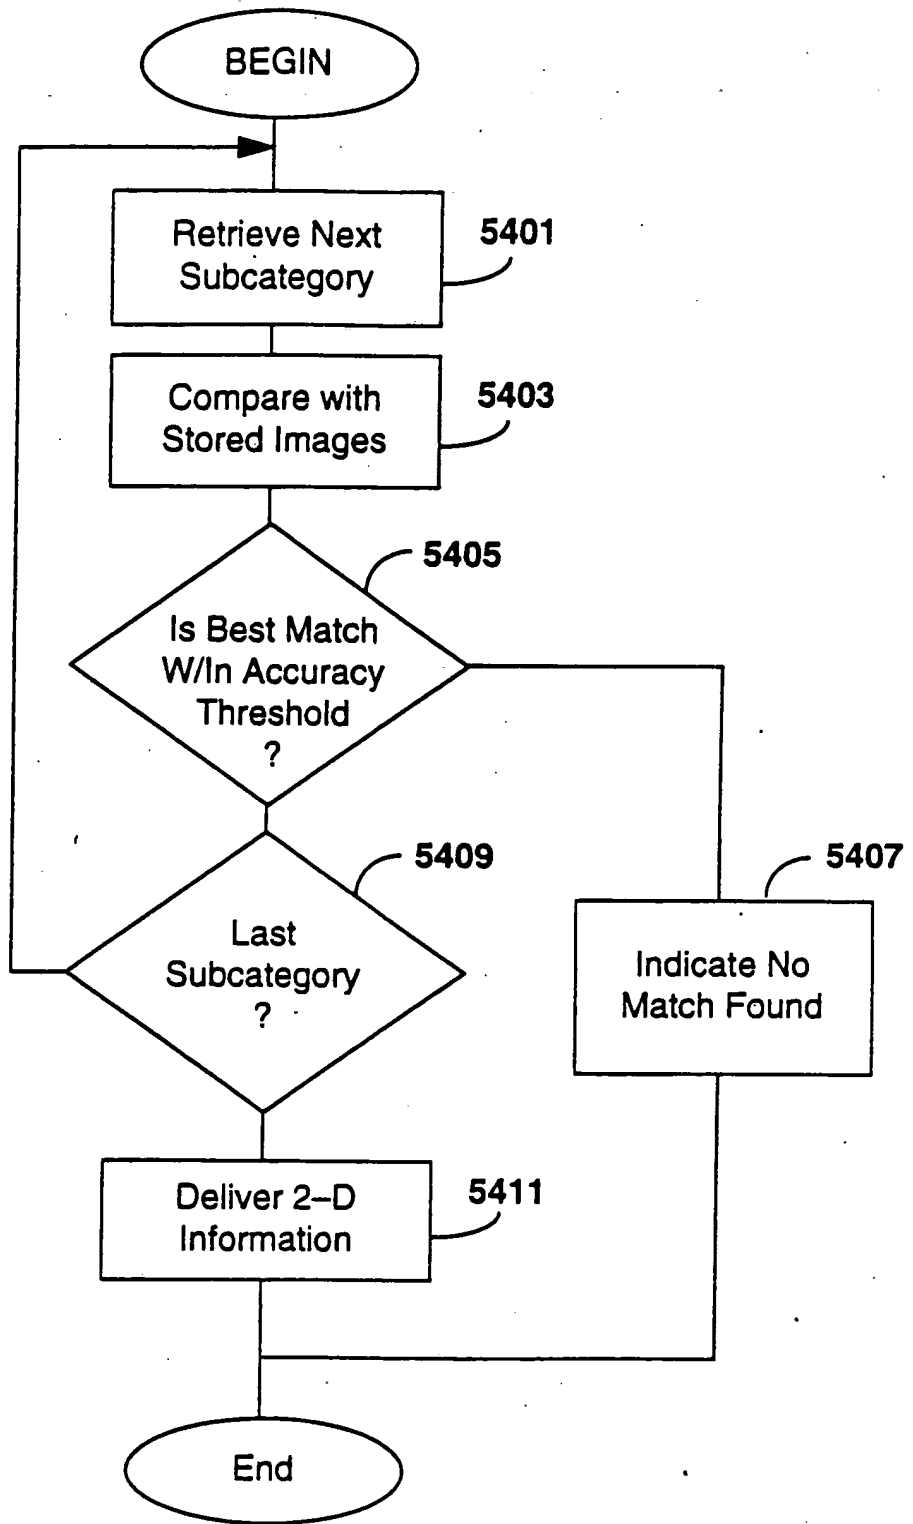 BEGIN
Retrieve Next
Subcategory
5401
Compare with
Stored Images
5403
5405
Is Best Match
W/In Accuracy
Threshold
?
5409
Last
Subcategory
?
5407
Indicate No
Match Found
Deliver 2–D
Information
5411
End